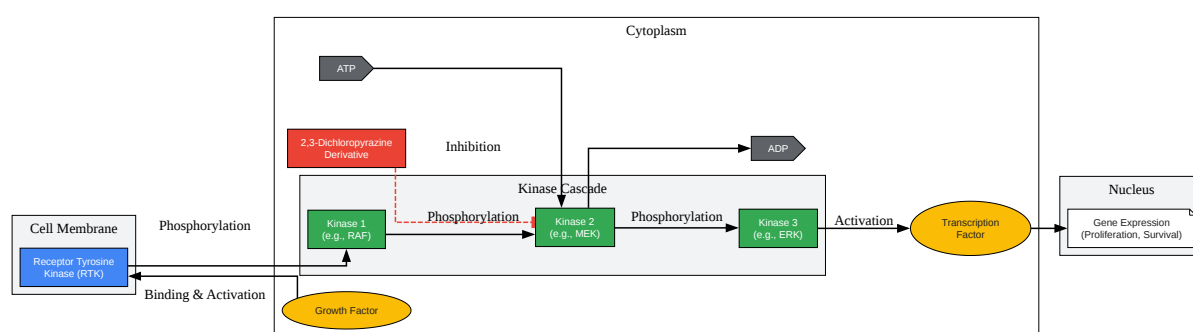 Cytoplasm
ATP
2,3-Dichloropyrazine
Derivative
Inhibition
ADP
Kinase Cascade
Nucleus
Cell Membrane
Phosphorylation
Kinase 1
(e.g., RAF)
Phosphorylation
Kinase 2
(e.g., MEK)
Phosphorylation
Kinase 3
(e.g., ERK)
Activation
Transcription
Factor
Gene Expression
(Proliferation, Survival)
Receptor Tyrosine
Kinase (RTK)
Binding & Activation
Growth Factor